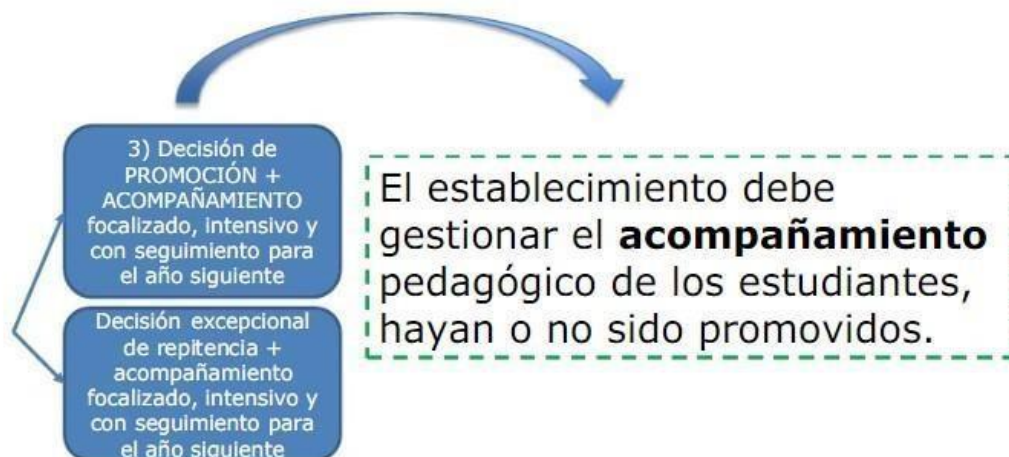 3) Decisión de
PROMOCIÓN +
ACOMPAÑAMIENTO
focalizado, intensivo y
con seguimiento para
el año siguiente
Decisión excepcional
de repitencia +
acompañamiento
focalizado, intensivo y
con seguimiento para
el año siguiente
El establecimiento debe
gestionar el acompañamiento
pedagógico de los estudiantes,
hayan o no sido promovidos.